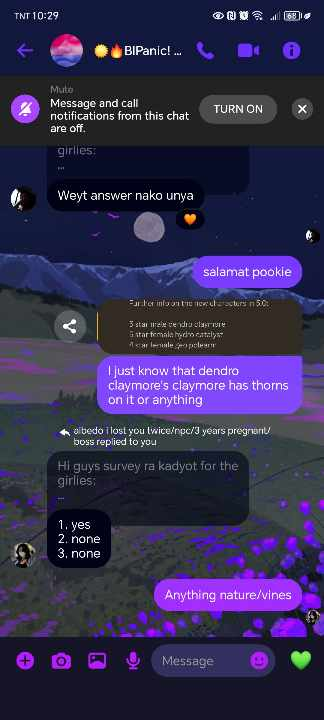 TNT 10:29
68
🌞🔥BIPanic! ...
Mute
Message and call
notifications from this chat
are off.
TURN ON
girlies:
...
Weyt answer nako unya
🧡
salamat pookie
Further info on the new characters in 5.0:
5 star male dendro claymore
5 star female hydro catalyst
4 star female geo polearm
I just know that dendro
claymore's claymore has thorns
on it or anything
albedo i lost you twice/npc/3 years pregnant/
boss replied to you
Hi guys survey ra kadyot for the
girlies:
...
1. yes
2. none
3. none
Anything nature/vines
Message